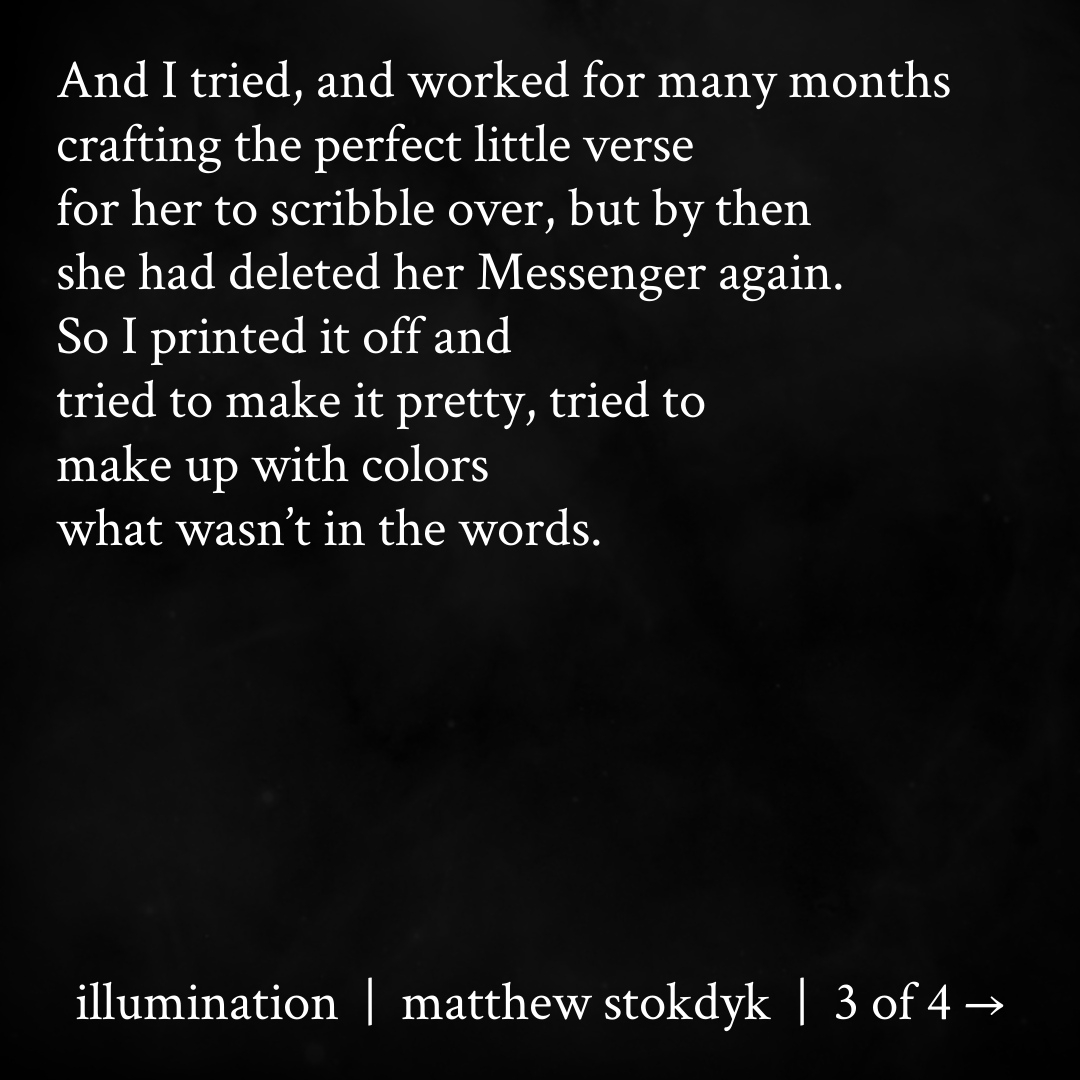 And I tried, and worked for many months
crafting the perfect little verse
for her to scribble over, but by then
she had deleted her Messenger again.
So I printed it off and
tried to make it pretty, tried to
make up with colors
what wasn’t in the words.
illumination | matthew stokdyk | 3 of 4 →